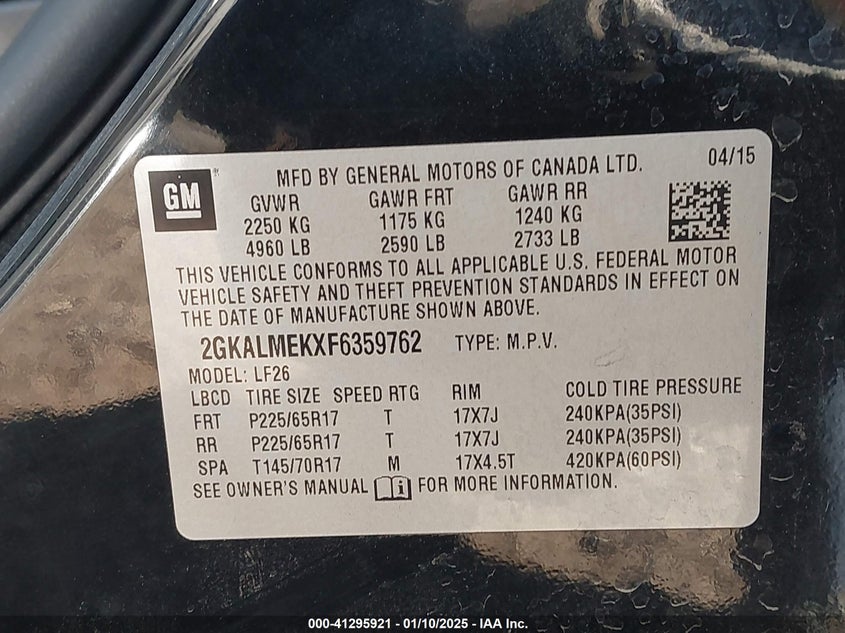 GM
MFD BY GENERAL MOTORS OF CANADA LTD. 04/15
GVWR GAWR FRT GAWR RR
2250 KG 1175 KG 1240 KG
4960 LB 2590 LB 2733 LB
THIS VEHICLE CONFORMS TO ALL APPLICABLE U.S. FEDERAL MOTOR
VEHICLE SAFETY AND THEFT PREVENTION STANDARDS IN EFFECT ON
THE DATE OF MANUFACTURE SHOWN ABOVE.
2GKALMEKXF6359762 TYPE: M.P.V.
MODEL: LF26
LBCD TIRE SIZE SPEED RTG RIM COLD TIRE PRESSURE
FRT P225/65R17 T 17X7J 240KPA(35PSI)
RR P225/65R17 T 17X7J 240KPA(35PSI)
SPA T145/70R17 M 17X4.5T 420KPA(60PSI)
SEE OWNER'S MANUAL i FOR MORE INFORMATION.
000-41295921 - 01/10/2025 - IAA Inc.